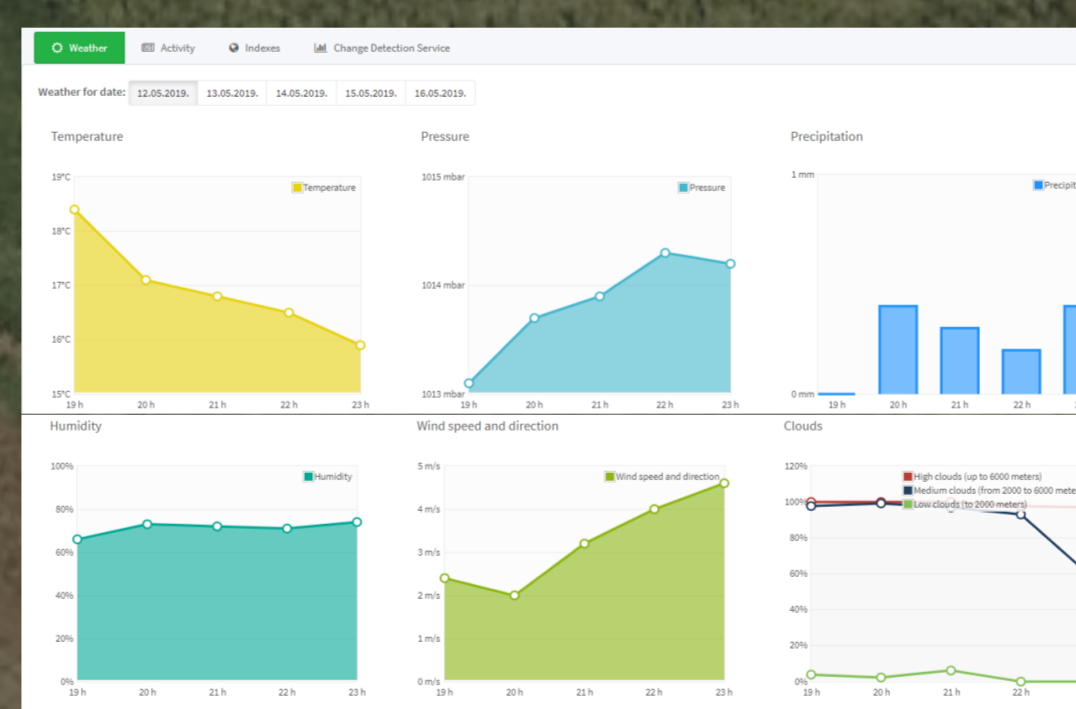 Weather Activity Indexes Change Detection Service
Weather for date: 12.05.2019. 13.05.2019. 14.05.2019. 15.05.2019. 16.05.2019.
Temperature
19°C
Temperature
18°C
17°C
16°C
15°C
19 h 20 h 21 h 22 h 23 h
Pressure
1015 mbar
Pressure
1014 mbar
1013 mbar
19 h 20 h 21 h 22 h 23 h
Precipitation
1 mm
Precipit
0 mm
19 h 20 h 21 h 22 h
Humidity
100%
Humidity
80%
60%
40%
20%
0%
19 h 20 h 21 h 22 h 23 h
Wind speed and direction
5 m/s
Wind speed and direction
4 m/s
3 m/s
2 m/s
1 m/s
0 m/s
19 h 20 h 21 h 22 h 23 h
Clouds
120%
High clouds (up to 6000 meters)
Medium clouds (from 2000 to 6000 mete
100%
Low clouds (to 2000 meters)
80%
60%
40%
20%
0%
19 h 20 h 21 h 22 h